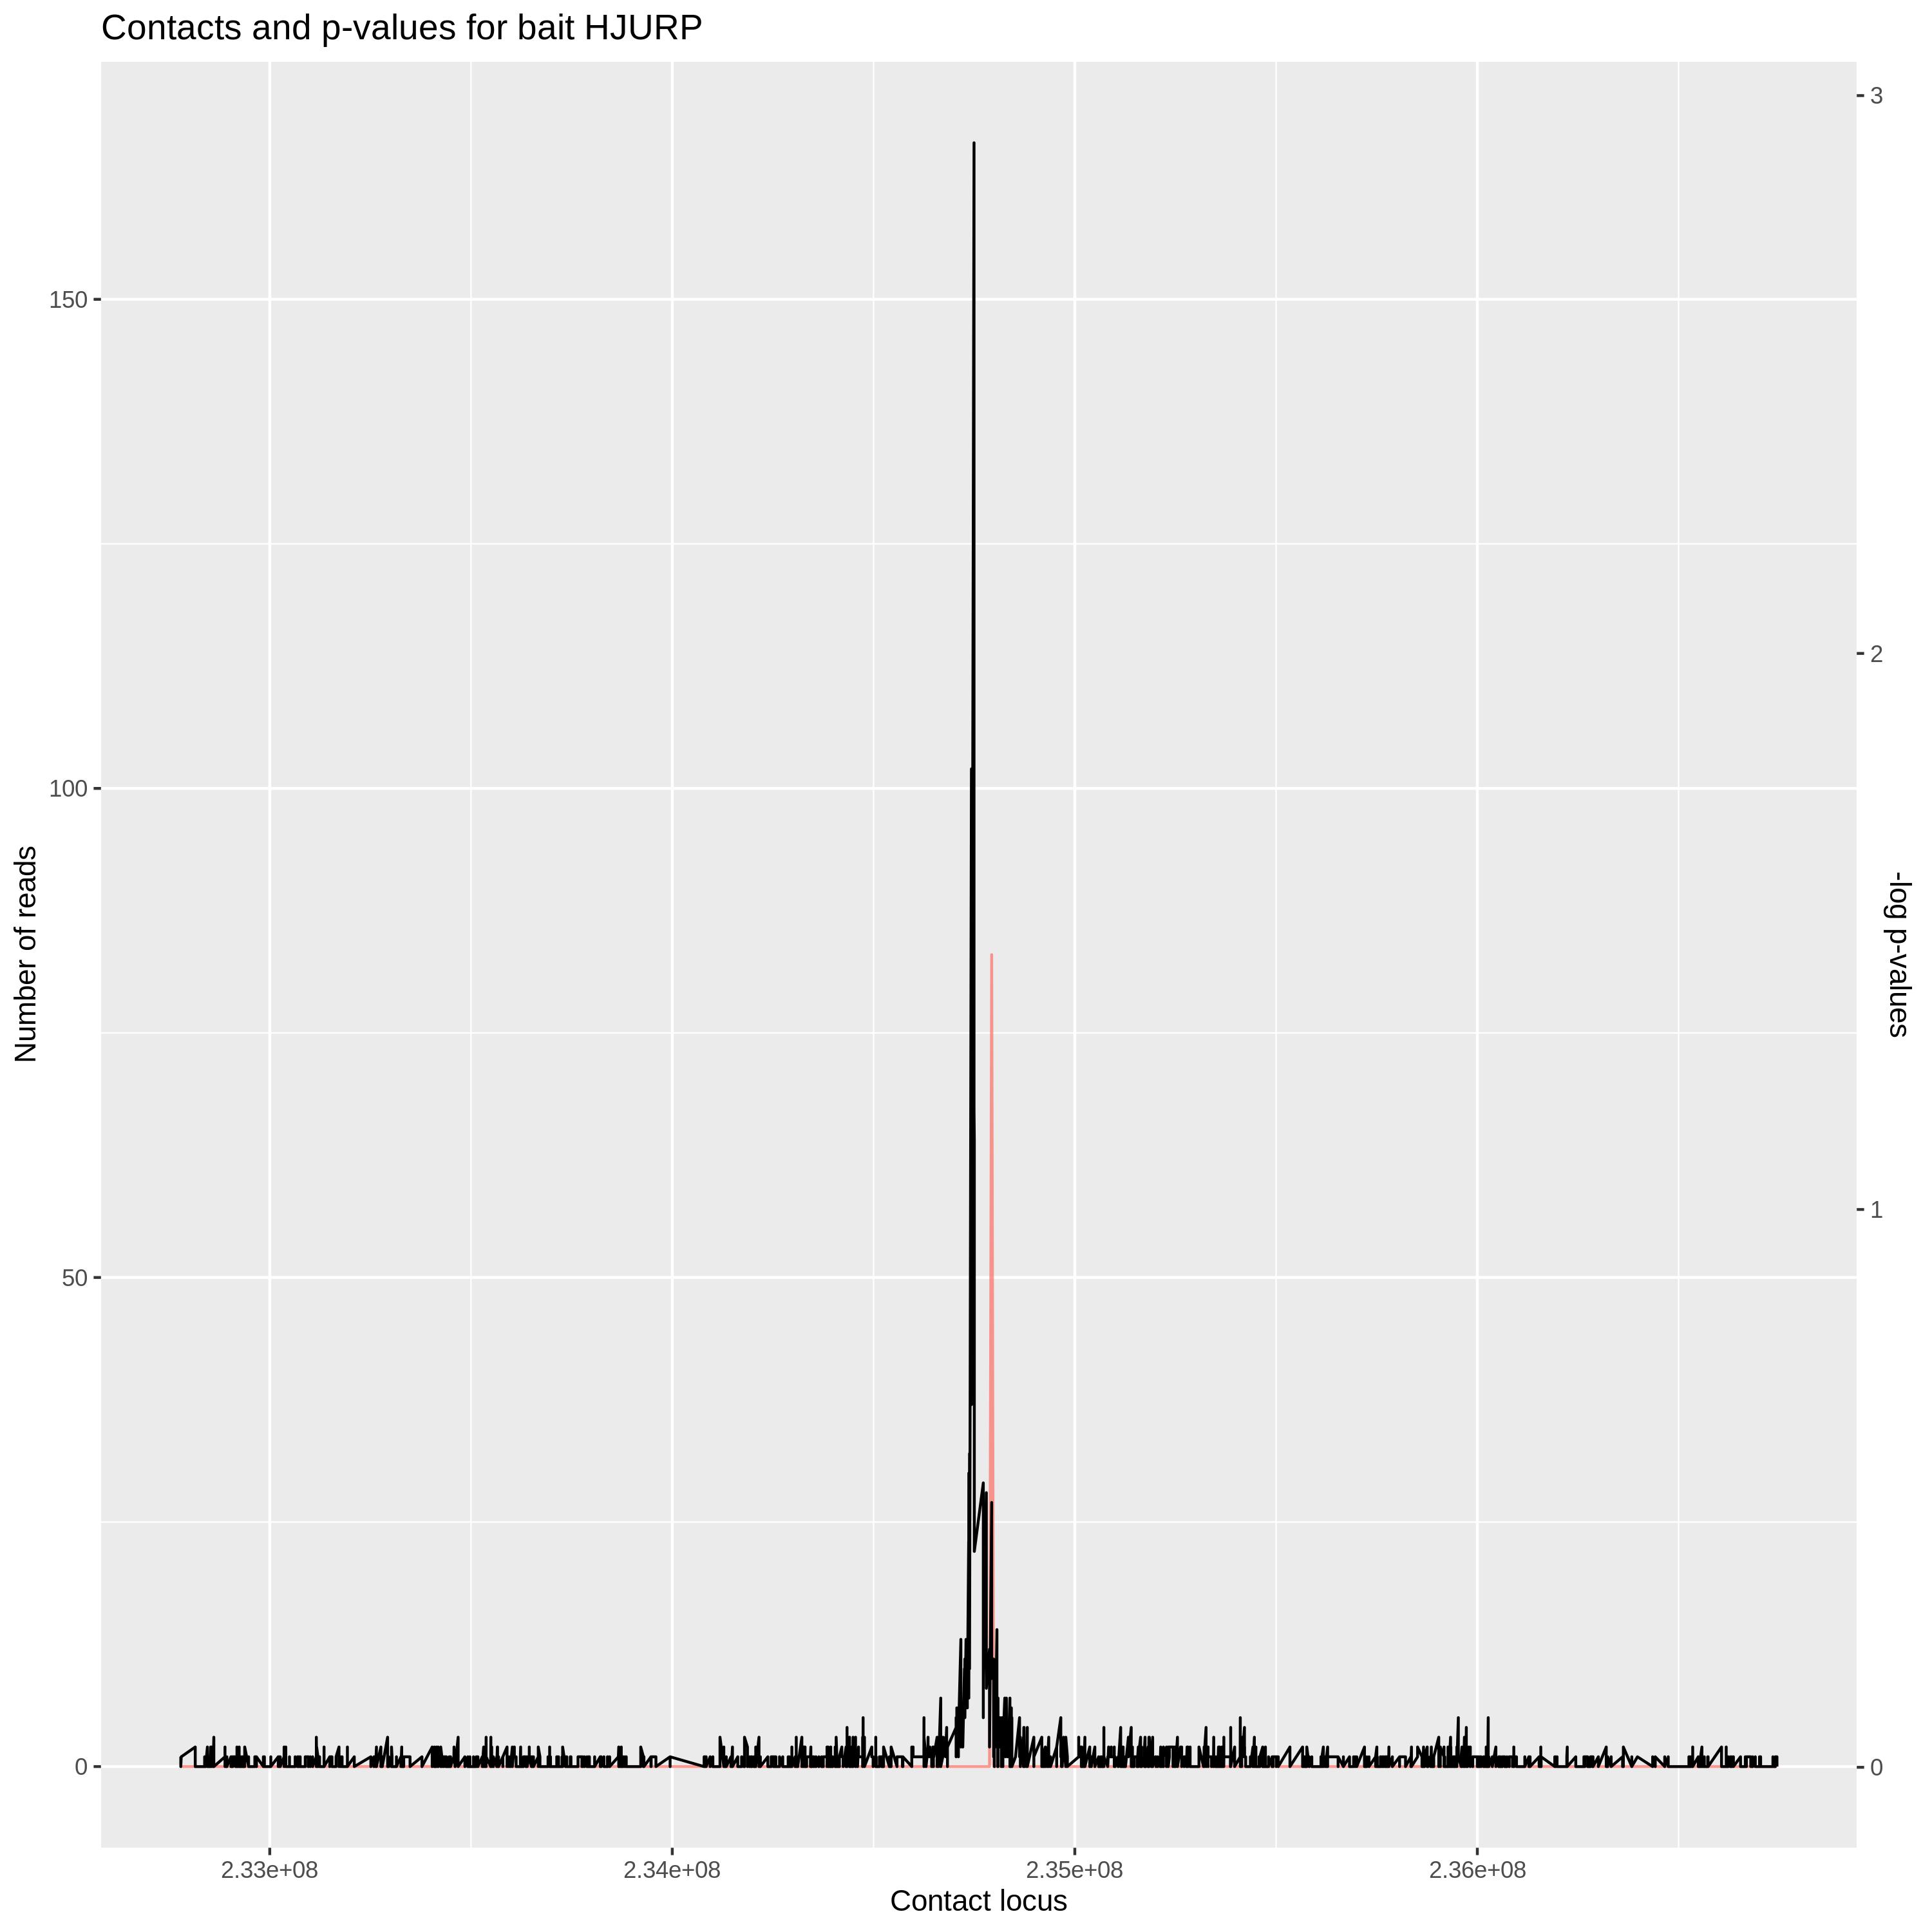 Contacts and p-values for bait HJURP
Number of reads
150
100
50
0
3
2
1
0
-log p-values
2.33e+08 2.34e+08 2.35e+08 2.36e+08
Contact locus